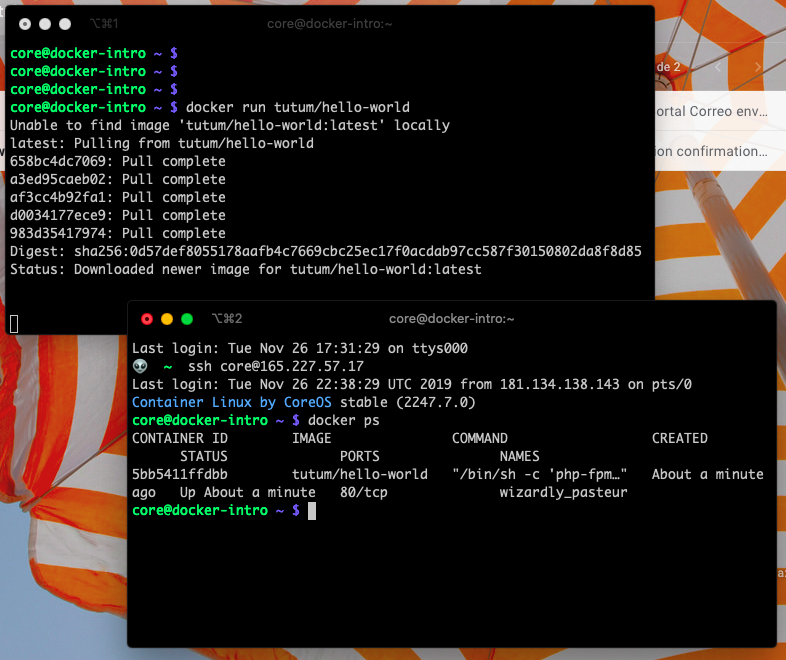 ⌥⌘1
core@docker-intro:~
core@docker-intro ~ $
core@docker-intro ~ $
core@docker-intro ~ $
core@docker-intro ~ $ docker run tutum/hello-world
Unable to find image 'tutum/hello-world:latest' locally
latest: Pulling from tutum/hello-world
658bc4dc7069: Pull complete
a3ed95caeb02: Pull complete
af3cc4b92fa1: Pull complete
d0034177ece9: Pull complete
983d35417974: Pull complete
Digest: sha256:0d57def8055178aafb4c7669cbc25ec17f0acdab97cc587f30150802da8f8d85
Status: Downloaded newer image for tutum/hello-world:latest
de 2
ortal Correo env...
ion confirmation...
⌥⌘2
core@docker-intro:~
Last login: Tue Nov 26 17:31:29 on ttys000
👽 ~ ssh core@165.227.57.17
Last login: Tue Nov 26 22:38:29 UTC 2019 from 181.134.138.143 on pts/0
Container Linux by CoreOS stable (2247.7.0)
core@docker-intro ~ $ docker ps
CONTAINER ID        IMAGE               COMMAND                  CREATED
      STATUS              PORTS               NAMES
5bb5411ffdbb        tutum/hello-world   "/bin/sh -c 'php-fpm…"   About a minute
ago   Up About a minute   80/tcp              wizardly_pasteur
core@docker-intro ~ $